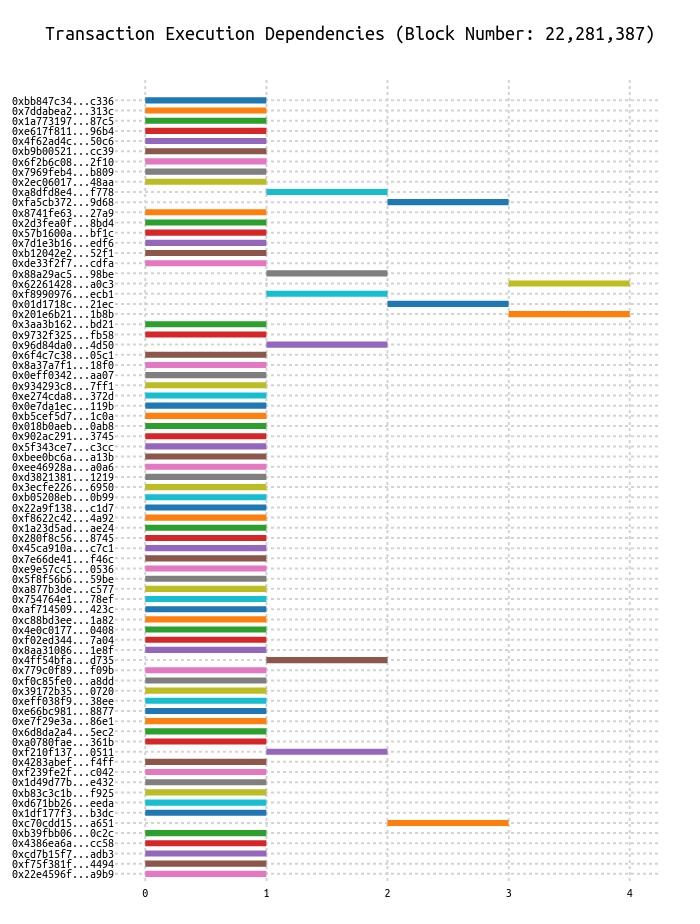 Transaction Execution Dependencies (Block Number: 22,281,387)
0xbb847c34...c336
0x7ddabea2...313c
0x1a773197...87c5
0xe617f811...96b4
0x4f62ad4c...50c6
0xb9b00521...cc39
0x6f2b6c08...2f10
0x7969feb4...b809
0x2ec06017...48aa
0xa8dfd8e4...f778
0xfa5cb372...9d68
0x8741fe63...27a9
0x2d3fea0f...8bd4
0x57b1600a...bf1c
0x7d1e3b16...edf6
0xb12042e2...52f1
0xde33f2f7...cdfa
0x88a29ac5...98be
0x62261428...a0c3
0xf8990976...ecb1
0x01d1718c...21ec
0x201e6b21...1b8b
0x3aa3b162...bd21
0x9732f325...fb58
0x96d84da0...4d50
0x6f4c7c38...05c1
0x8a37a7f1...18f0
0x0eff0342...aa07
0x934293c8...7ff1
0xe274cda8...372d
0x0e7da1ec...119b
0xb5cef5d7...1c0a
0x018b0aeb...0ab8
0x902ac291...3745
0x5f343ce7...c3cc
0xbee0bc6a...a13b
0xee46928a...a0a6
0xd3821381...1219
0x3ecfe226...6950
0xb05208eb...0b99
0x22a9f138...c1d7
0xf8622c42...4a92
0x1a23d5ad...ae24
0x280f8c56...8745
0x45ca910a...c7c1
0x7e66de41...f46c
0xe9e57cc5...0536
0x5f8f56b6...59be
0xa877b3de...c577
0x754764e1...78ef
0xaf714509...423c
0xc88bd3ee...1a82
0x4e0c0177...0408
0xf02ed344...7a04
0x8aa31086...1e8f
0x4ff54bfa...d735
0x779c0f89...f09b
0xf0c85fe0...a8dd
0x39172b35...0720
0xeff038f9...38ee
0xe66bc981...8877
0xe7f29e3a...86e1
0x6d8da2a4...5ec2
0xa0780fae...361b
0xf210f137...0511
0x4283abef...f4ff
0xf239fe2f...c042
0x1d49d77b...e432
0xb83c3c1b...f925
0xd671bb26...eeda
0x1df177f3...b3dc
0xc70cdd15...a651
0xb39fbb06...0c2c
0x4386ea6a...cc58
0xcd7b15f7...adb3
0xf75f381f...4494
0x22e4596f...a9b9
0 1 2 3 4